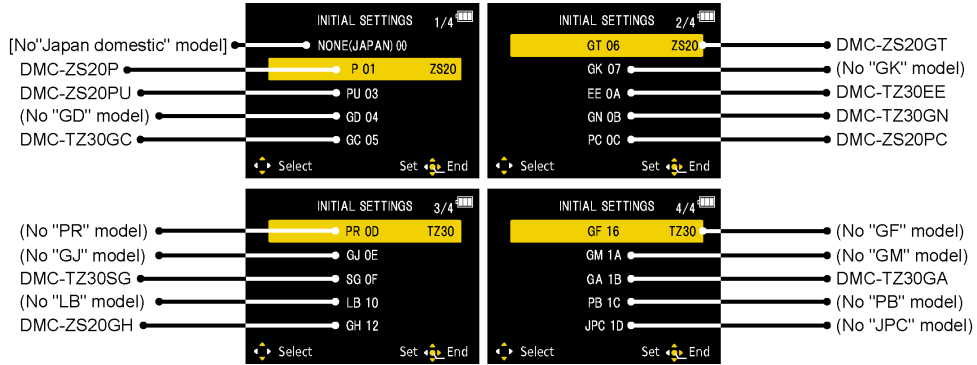 INITIAL SETTINGS 1/4
[No"Japan domestic" model] NONE(JAPAN) 00
DMC-ZS20P P 01 ZS20
DMC-ZS20PU PU 03
(No "GD" model) GD 04
DMC-TZ30GC GC 05
Select Set End
INITIAL SETTINGS 2/4
GT 06 ZS20 DMC-ZS20GT
GK 07 (No "GK" model)
EE 0A DMC-TZ30EE
GN 0B DMC-TZ30GN
PC 0C DMC-ZS20PC
Select Set End
INITIAL SETTINGS 3/4
(No "PR" model) PR 0D TZ30
(No "GJ" model) GJ 0E
DMC-TZ30SG SG 0F
(No "LB" model) LB 10
DMC-ZS20GH GH 12
Select Set End
INITIAL SETTINGS 4/4
GF 16 TZ30 (No "GF" model)
GM 1A (No "GM" model)
GA 1B DMC-TZ30GA
PB 1C (No "PB" model)
JPC 1D (No "JPC" model)
Select Set End